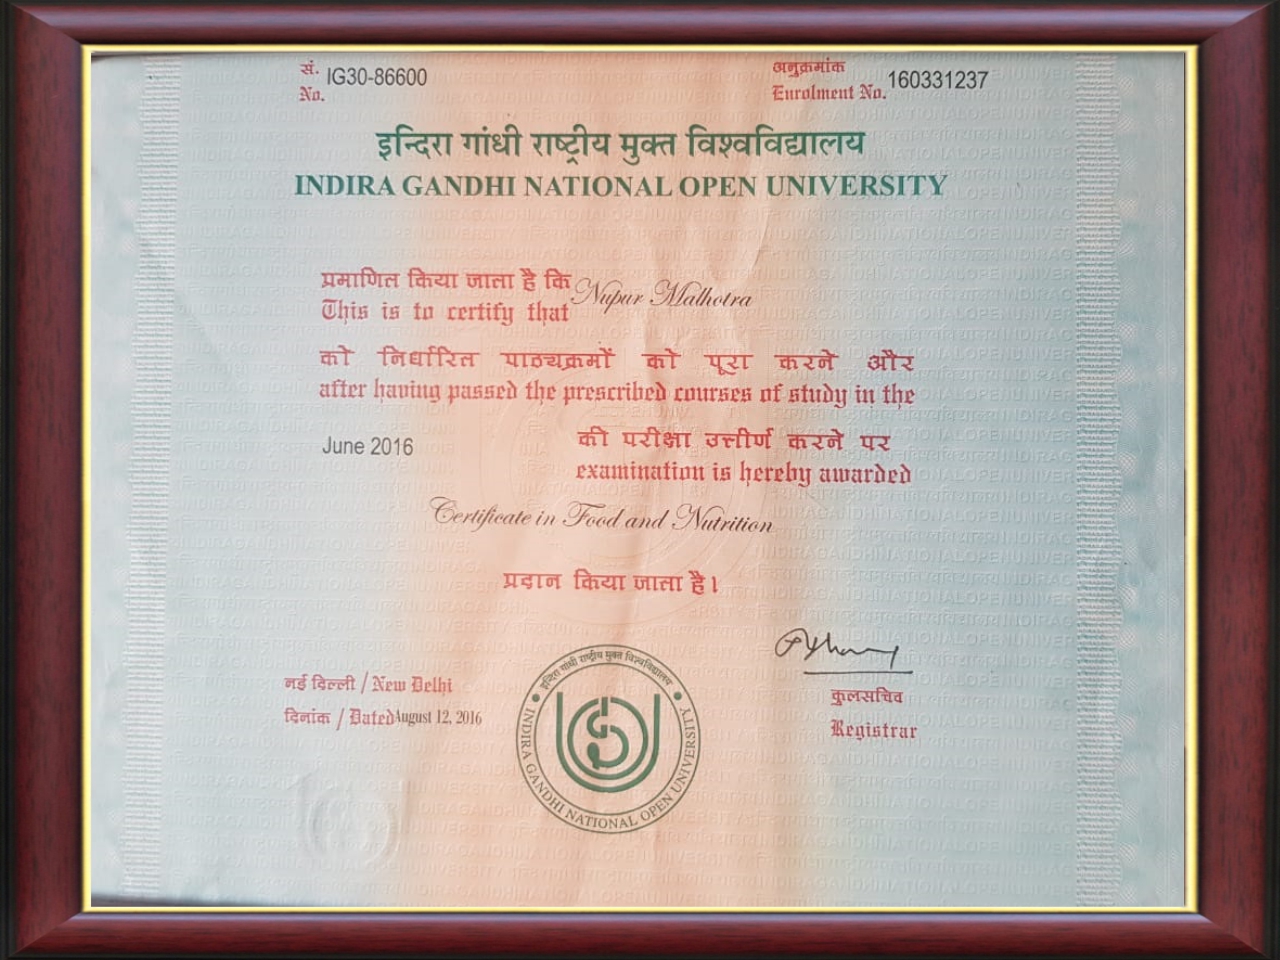 सं. IG30-86600
No.
अनुक्रमांक 160331237
Enrolment No.
इन्दिरा गांधी राष्ट्रीय मुक्त विश्वविद्यालय
INDIRA GANDHI NATIONAL OPEN UNIVERSITY
प्रमाणित किया जाता है कि Nupur Malhotra
This is to certify that
को निर्धारित पाठ्यक्रमों को पूरा करने और
after having passed the prescribed courses of study in the
June 2016 की परीक्षा उत्तीर्ण करने पर
examination is hereby awarded
Certificate in Food and Nutrition
प्रदान किया जाता है।
नई दिल्ली / New Delhi
दिनांक / Dated August 12, 2016
इन्दिरा गांधी राष्ट्रीय मुक्त विश्वविद्यालय
INDIRA GANDHI NATIONAL OPEN UNIVERSITY
कुलसचिव
Registrar